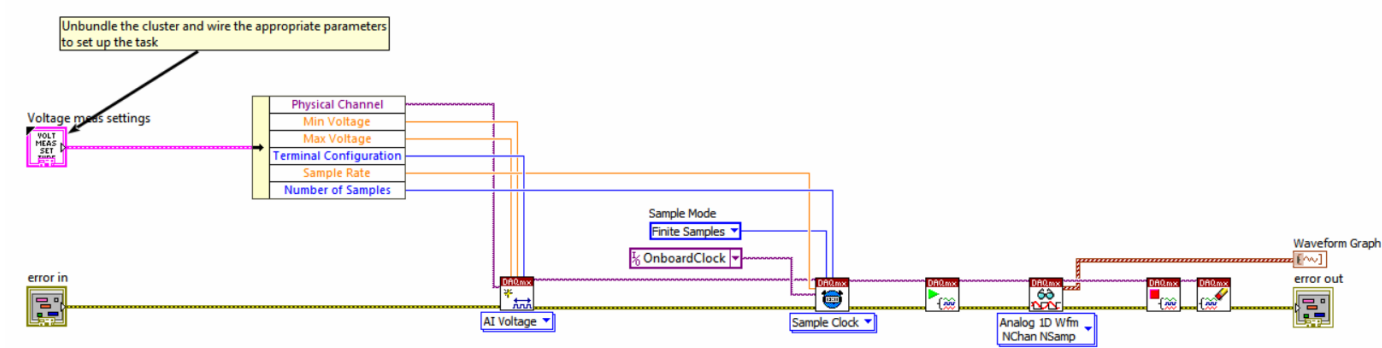 Unbundle the cluster and wire the appropriate parameters
to set up the task
Voltage meas settings
VOLT
MEAS
SET
Physical Channel
Min Voltage
Max Voltage
Terminal Configuration
Sample Rate
Number of Samples
Sample Mode
Finite Samples
I/O OnboardClock
Waveform Graph
error in
error out
DAQmx
DAQmx
DAQmx
DAQmx
DAQmx
DAQmx
AI Voltage
Sample Clock
Analog 1D Wfm
NChan NSamp